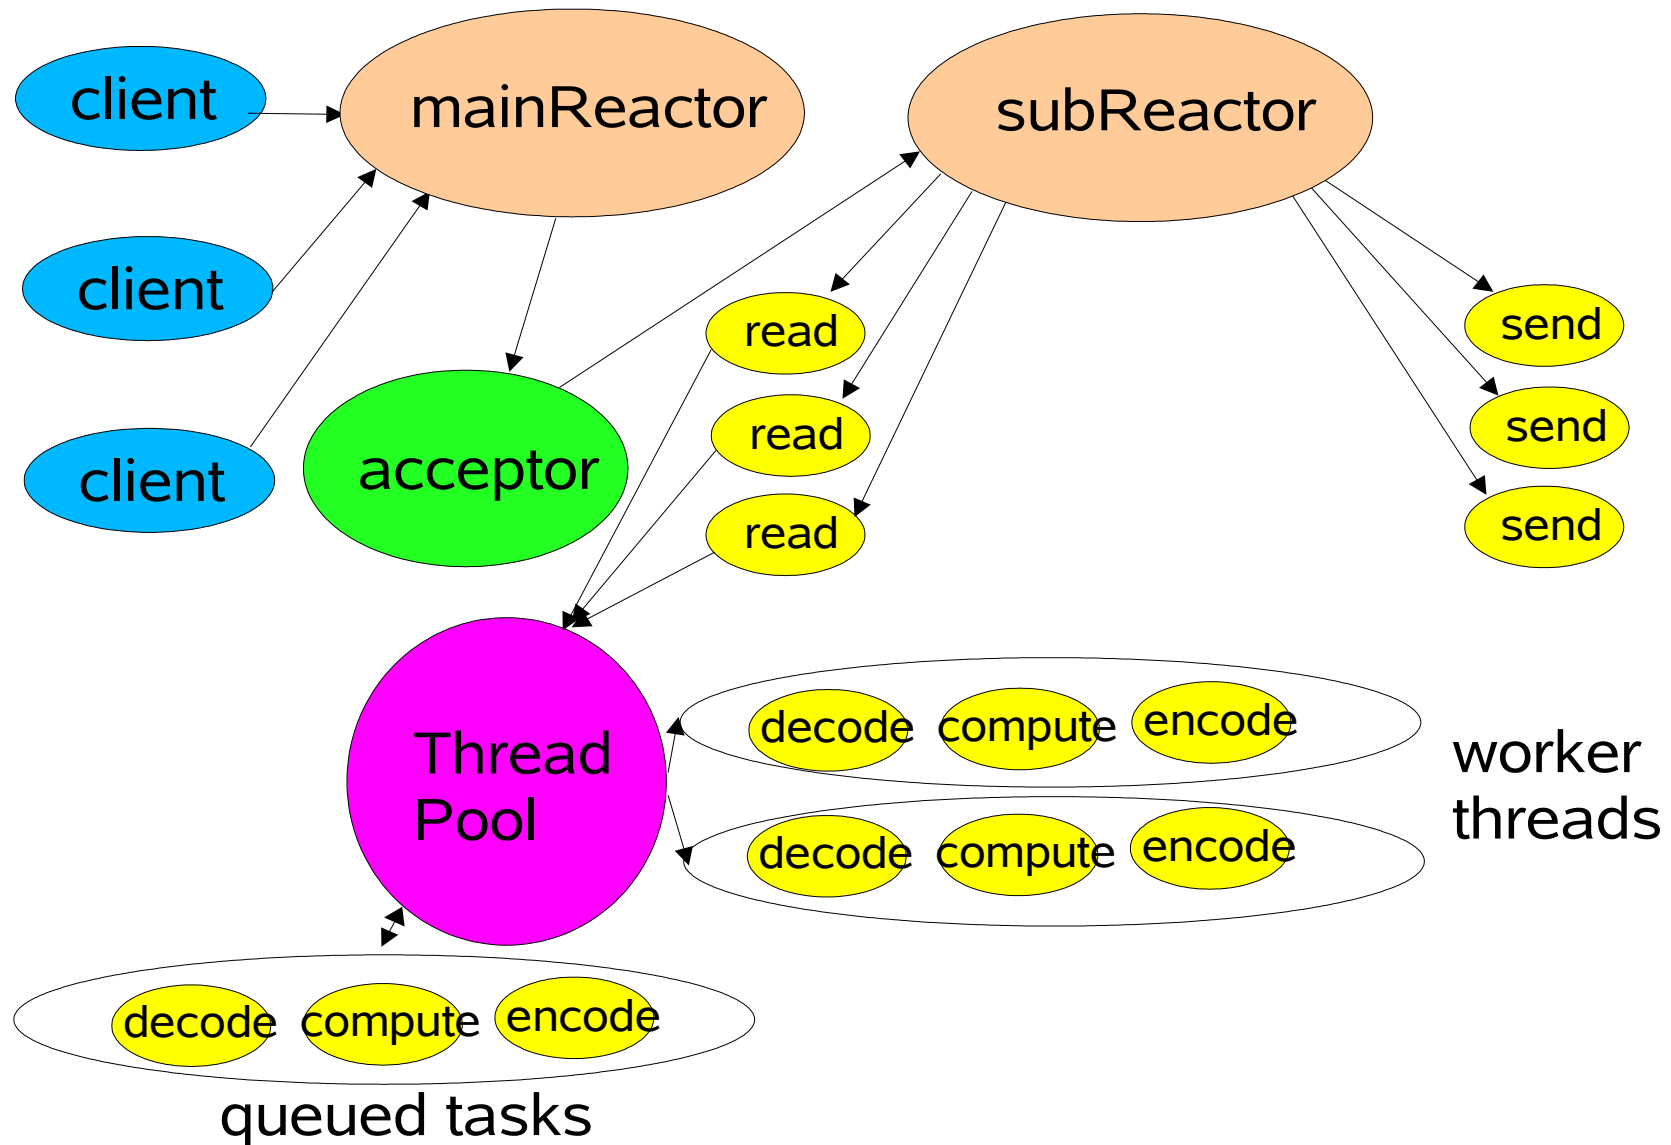 client
mainReactor
subReactor
client
client
acceptor
read
read
read
send
send
send
Thread
Pool
decode compute encode
decode compute encode
worker
threads
decode compute encode
queued tasks